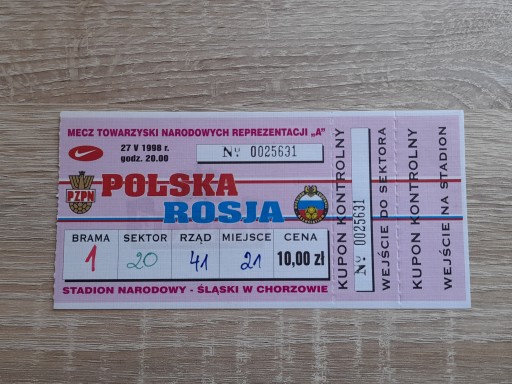 MECZ TOWARZYSKI NARODOWYCH REPREZENTACJI „A"
27 V 1998 r.
godz. 20.00
Nr. 0025631
PZPN
POLSKA
ROSJA
BRAMA SEKTOR RZĄD MIEJSCE CENA
1 20 41 21 10,00 zł
STADION NARODOWY - ŚLĄSKI W CHORZOWIE
KUPON KONTROLNY
Nr. 0025631
WEJŚCIE DO SEKTORA
KUPON KONTROLNY
WEJŚCIE NA STADION